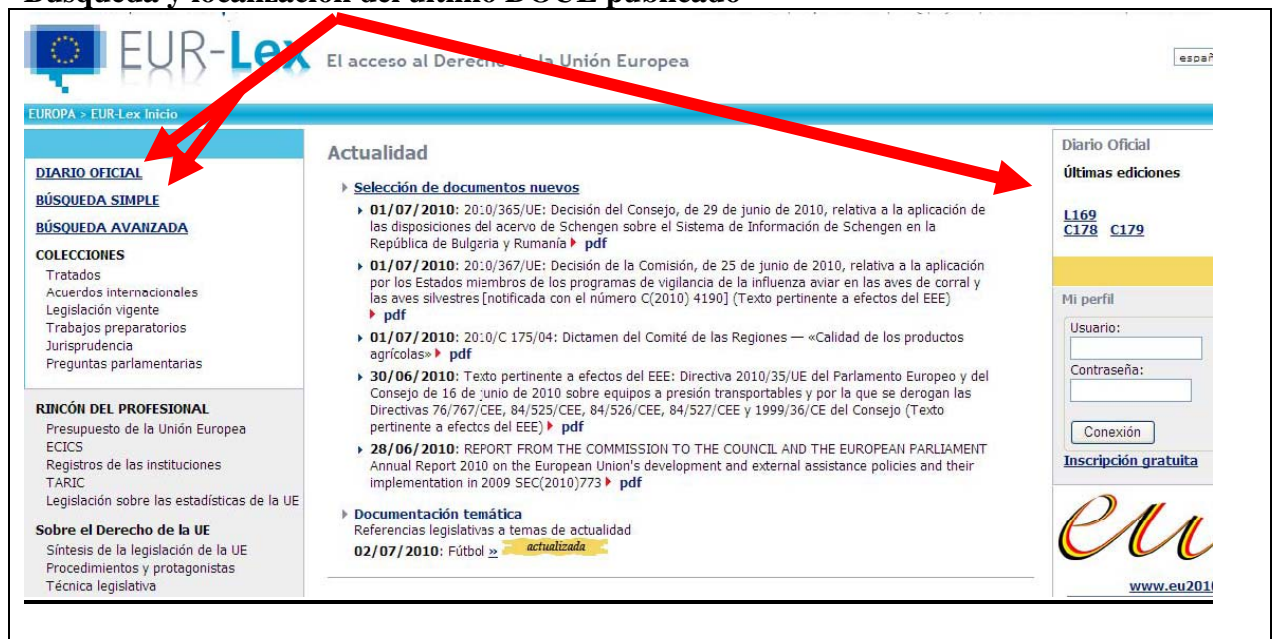 Búsqueda y localización del último DOUE publicado
EUR-Lex
El acceso al Derecho de la Unión Europea
españ
EUROPA > EUR-Lex Inicio
DIARIO OFICIAL
BÚSQUEDA SIMPLE
BÚSQUEDA AVANZADA
COLECCIONES
Tratados
Acuerdos internacionales
Legislación vigente
Trabajos preparatorios
Jurisprudencia
Preguntas parlamentarias
RINCÓN DEL PROFESIONAL
Presupuesto de la Unión Europea
ECICS
Registros de las instituciones
TARIC
Legislación sobre las estadísticas de la UE
Sobre el Derecho de la UE
Síntesis de la legislación de la UE
Procedimientos y protagonistas
Técnica legislativa
Actualidad
Selección de documentos nuevos
01/07/2010: 2010/365/UE: Decisión del Consejo, de 29 de junio de 2010, relativa a la aplicación de
las disposiciones del acervo de Schengen sobre el Sistema de Información de Schengen en la
República de Bulgaria y Rumanía pdf
01/07/2010: 2010/367/UE: Decisión de la Comisión, de 25 de junio de 2010, relativa a la aplicación
por los Estados miembros de los programas de vigilancia de la influenza aviar en las aves de corral y
las aves silvestres [notificada con el número C(2010) 4190] (Texto pertinente a efectos del EEE)
pdf
01/07/2010: 2010/C 175/04: Dictamen del Comité de las Regiones — «Calidad de los productos
agrícolas» pdf
30/06/2010: Texto pertinente a efectos del EEE: Directiva 2010/35/UE del Parlamento Europeo y del
Consejo de 16 de junio de 2010 sobre equipos a presión transportables y por la que se derogan las
Directivas 76/767/CEE, 84/525/CEE, 84/526/CEE, 84/527/CEE y 1999/36/CE del Consejo (Texto
pertinente a efectos del EEE) pdf
28/06/2010: REPORT FROM THE COMMISSION TO THE COUNCIL AND THE EUROPEAN PARLIAMENT
Annual Report 2010 on the European Union's development and external assistance policies and their
implementation in 2009 SEC(2010)773 pdf
Documentación temática
Referencias legislativas a temas de actualidad
02/07/2010: Fútbol » actualizada
Diario Oficial
Últimas ediciones
L169
C178 C179
Mi perfil
Usuario:
Contraseña:
Conexión
Inscripción gratuita
eu
www.eu201